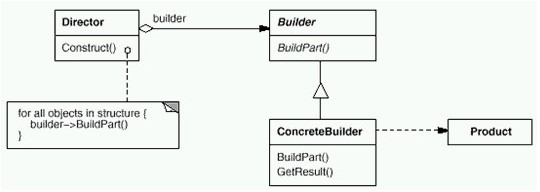 Director
builder
Builder
Construct()
BuildPart()
for all objects in structure {
builder->BuildPart()
}
ConcreteBuilder
Product
BuildPart()
GetResult()